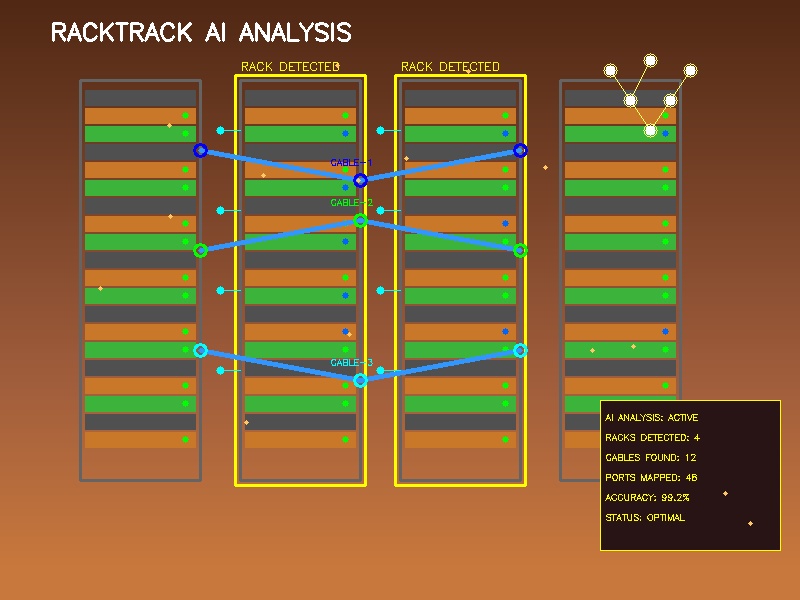 RACKTRACK AI ANALYSIS
RACK DETECTED
RACK DETECTED
CABLE-1
CABLE-2
CABLE-3
AI ANALYSIS: ACTIVE
RACKS DETECTED: 4
CABLES FOUND: 12
PORTS MAPPED: 48
ACCURACY: 99.2%
STATUS: OPTIMAL